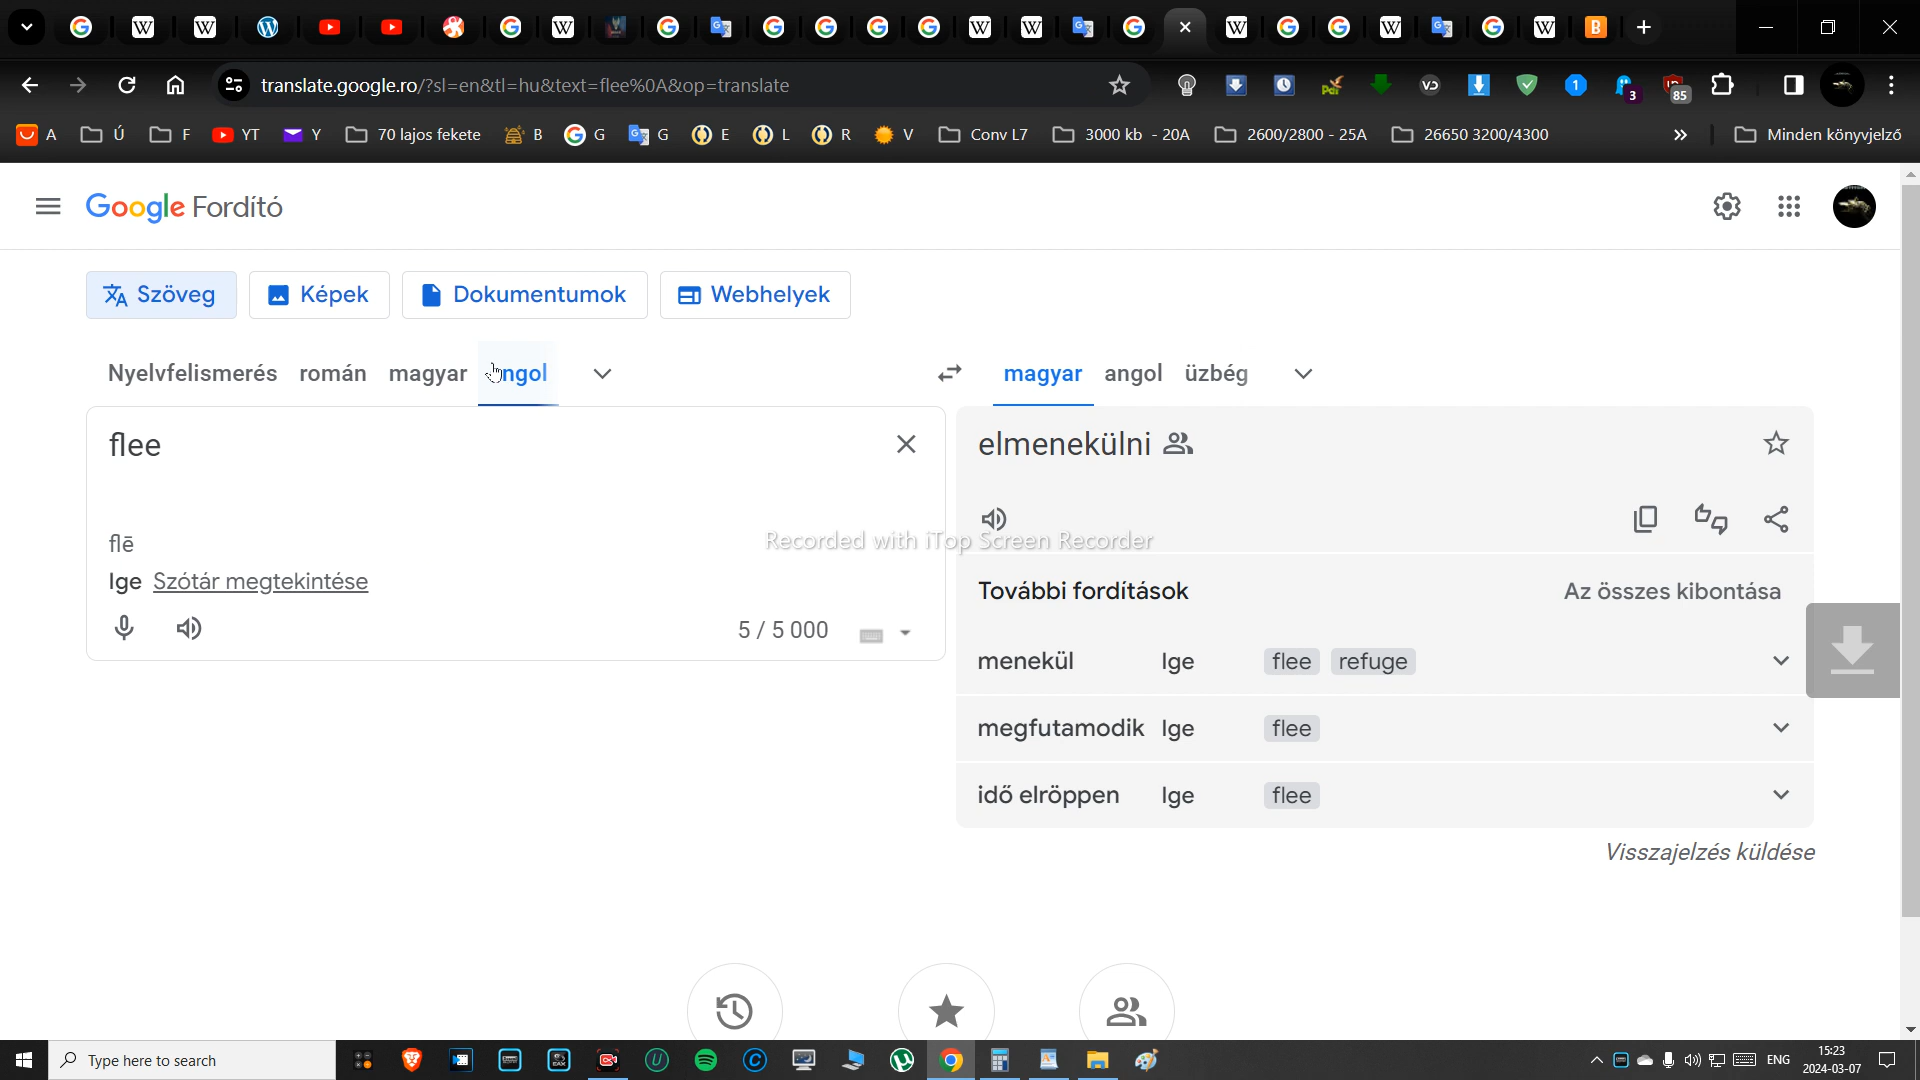 translate.google.ro/?sl=en&tl=hu&text=flee%0A&op=translate
3
85
1
A Ú F YT Y 70 lajos fekete B G G E L R V Conv L7 3000 kb - 20A 2600/2800 - 25A 26650 3200/4300 » Minden könyvjelző
Google Fordító
Szöveg Képek Dokumentumok Webhelyek
Nyelvfelismerés román magyar angol
magyar angol üzbég
flee
elmenekülni
flē
Recorded with iTop Screen Recorder
Ige Szótár megtekintése
5 / 5 000
További fordítások Az összes kibontása
menekül Ige flee refuge
megfutamodik Ige flee
idő elröppen Ige flee
Visszajelzés küldése
Type here to search
ENG
15:23
2024-03-07